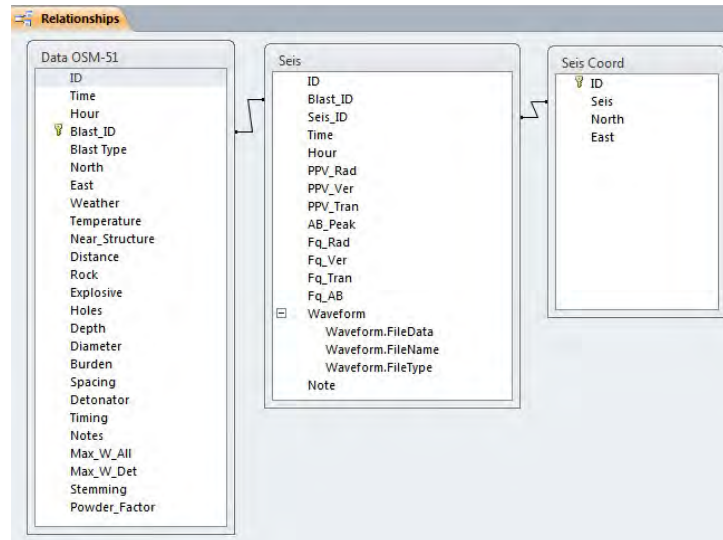 Relationships
Data OSM-51
ID
Time
Hour
Blast_ID
Blast Type
North
East
Weather
Temperature
Near_Structure
Distance
Rock
Explosive
Holes
Depth
Diameter
Burden
Spacing
Detonator
Timing
Notes
Max_W_All
Max_W_Det
Stemming
Powder_Factor
Seis
ID
Blast_ID
Seis_ID
Time
Hour
PPV_Rad
PPV_Ver
PPV_Tran
AB_Peak
Fq_Rad
Fq_Ver
Fq_Tran
Fq_AB
Waveform
Waveform.FileData
Waveform.FileName
Waveform.FileType
Note
Seis Coord
ID
Seis
North
East